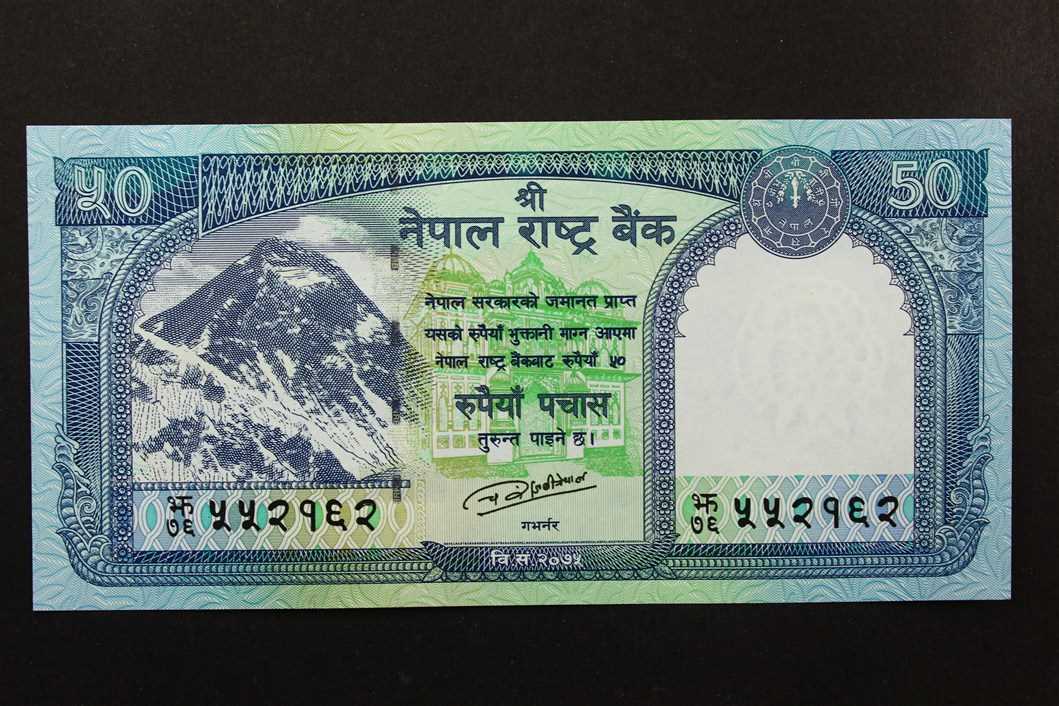 ५०
50
श्री
नेपाल राष्ट्र बैंक
नेपाल सरकारको जमानत प्राप्त
यसको रुपैयाँ भुक्तानी माग्न आएमा
नेपाल राष्ट्र बैंकबाट रुपैयाँ ५०
रुपैयाँ पचास
तुरुन्त पाइने छ।
झ
७६ ५५२१६२
झ
७६ ५५२१६२
गभर्नर
वि.सं.२०७५